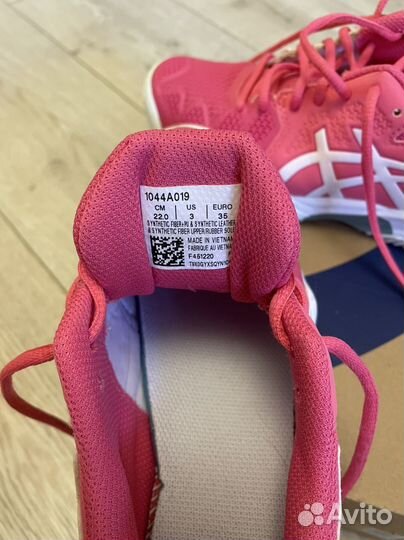 1044A019
CM US EURO
22.0 3 35
SYNTHETIC FIBER+PU & SYNTHETIC LEATHER
& SYNTHETIC FIBER UPPER/RUBBER SOLE
MADE IN VIETNAM
FABRIQUE AU VIETNAM
F451220
Avito